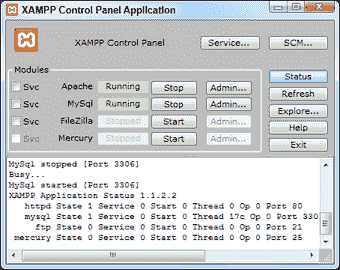 XAMPP Control Panel Application
XAMPP Control Panel
Service...
SCM...
Modules
Svc Apache Running Stop Admin...
Svc MySql Running Stop Admin...
Svc FileZilla Stopped Start Admin...
Svc Mercury Stopped Start Admin...
Status
Refresh
Explore...
Help
Exit
MySql stopped [Port 3306]
Busy...
MySql started [Port 3306]
XAMPP Application Status 1.1.2.2
httpd State 1 Service 0 Start 0 Thread 0 Op 0 Port 80
mysql State 1 Service 0 Start 0 Thread 17c Op 0 Port 330
ftp State 0 Service 0 Start 0 Thread 0 Op 0 Port 21
mercury State 0 Service 0 Start 0 Thread 0 Op 0 Port 25